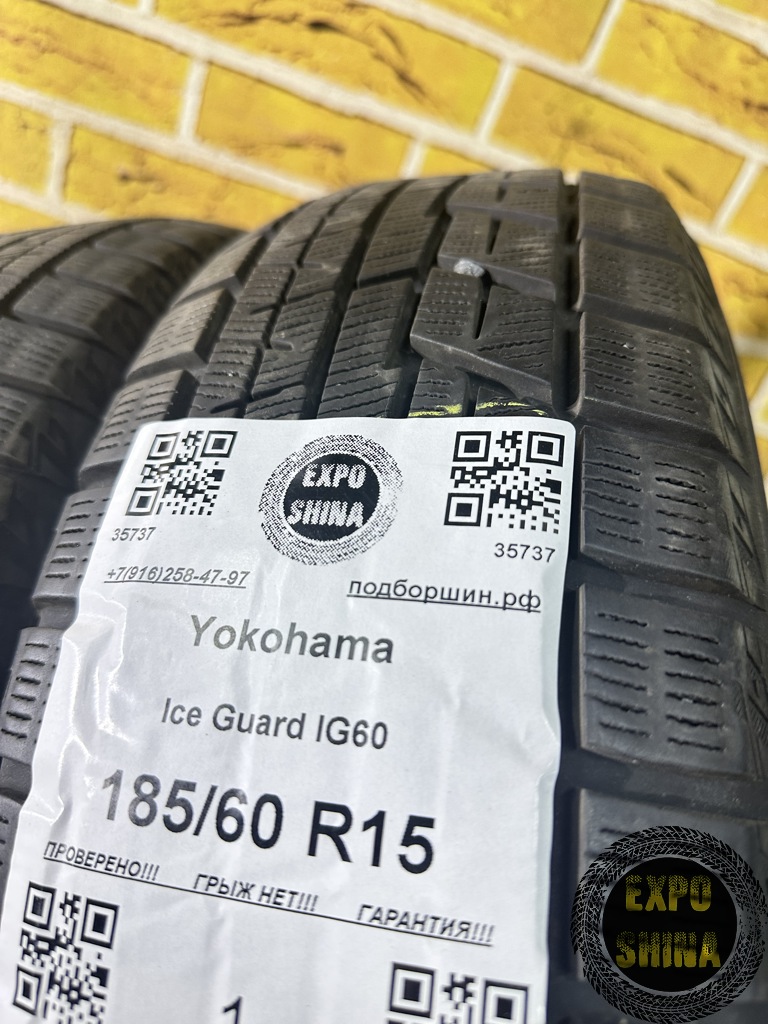 EXPO
SHINA
35737
35737
+7(916)258-47-97
подборшин.рф
Yokohama
Ice Guard IG60
185/60 R15
ПРОВЕРЕНО!!! ГРЫЖ НЕТ!!! ГАРАНТИЯ!!!
1
EXPO
SHINA